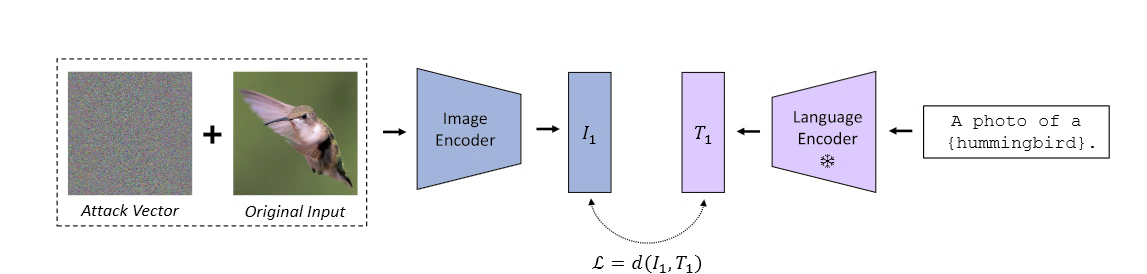 Attack Vector
+
Original Input
Image
Encoder
I₁
T₁
Language
Encoder
A photo of a
{hummingbird}.
ℒ = d(I₁, T₁)